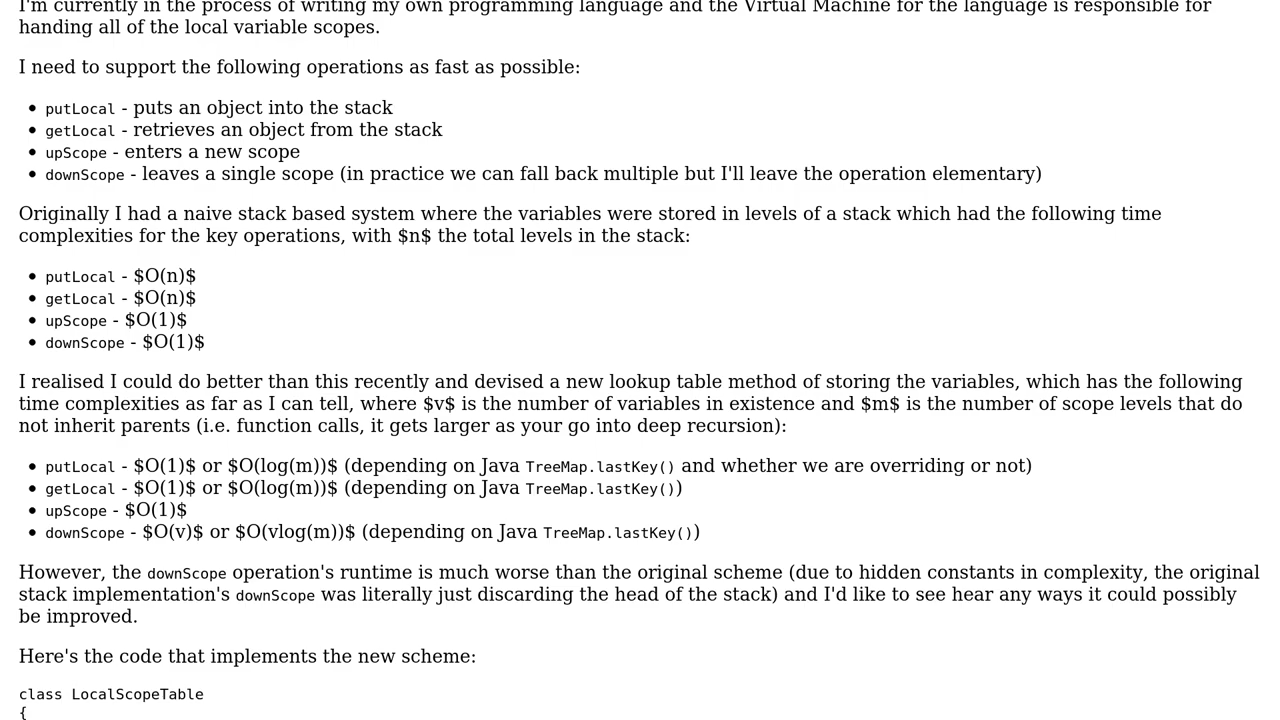 I'm currently in the process of writing my own programming language and the Virtual Machine for the language is responsible for
handing all of the local variable scopes.
I need to support the following operations as fast as possible:
• putLocal - puts an object into the stack
• getLocal - retrieves an object from the stack
• upScope - enters a new scope
• downScope - leaves a single scope (in practice we can fall back multiple but I'll leave the operation elementary)
Originally I had a naive stack based system where the variables were stored in levels of a stack which had the following time
complexities for the key operations, with $n$ the total levels in the stack:
• putLocal - $O(n)$
• getLocal - $O(n)$
• upScope - $O(1)$
• downScope - $O(1)$
I realised I could do better than this recently and devised a new lookup table method of storing the variables, which has the following
time complexities as far as I can tell, where $v$ is the number of variables in existence and $m$ is the number of scope levels that do
not inherit parents (i.e. function calls, it gets larger as your go into deep recursion):
• putLocal - $O(1)$ or $O(log(m))$ (depending on Java TreeMap.lastKey() and whether we are overriding or not)
• getLocal - $O(1)$ or $O(log(m))$ (depending on Java TreeMap.lastKey())
• upScope - $O(1)$
• downScope - $O(v)$ or $O(vlog(m))$ (depending on Java TreeMap.lastKey())
However, the downScope operation's runtime is much worse than the original scheme (due to hidden constants in complexity, the original
stack implementation's downScope was literally just discarding the head of the stack) and I'd like to see hear any ways it could possibly
be improved.
Here's the code that implements the new scheme:
class LocalScopeTable
{